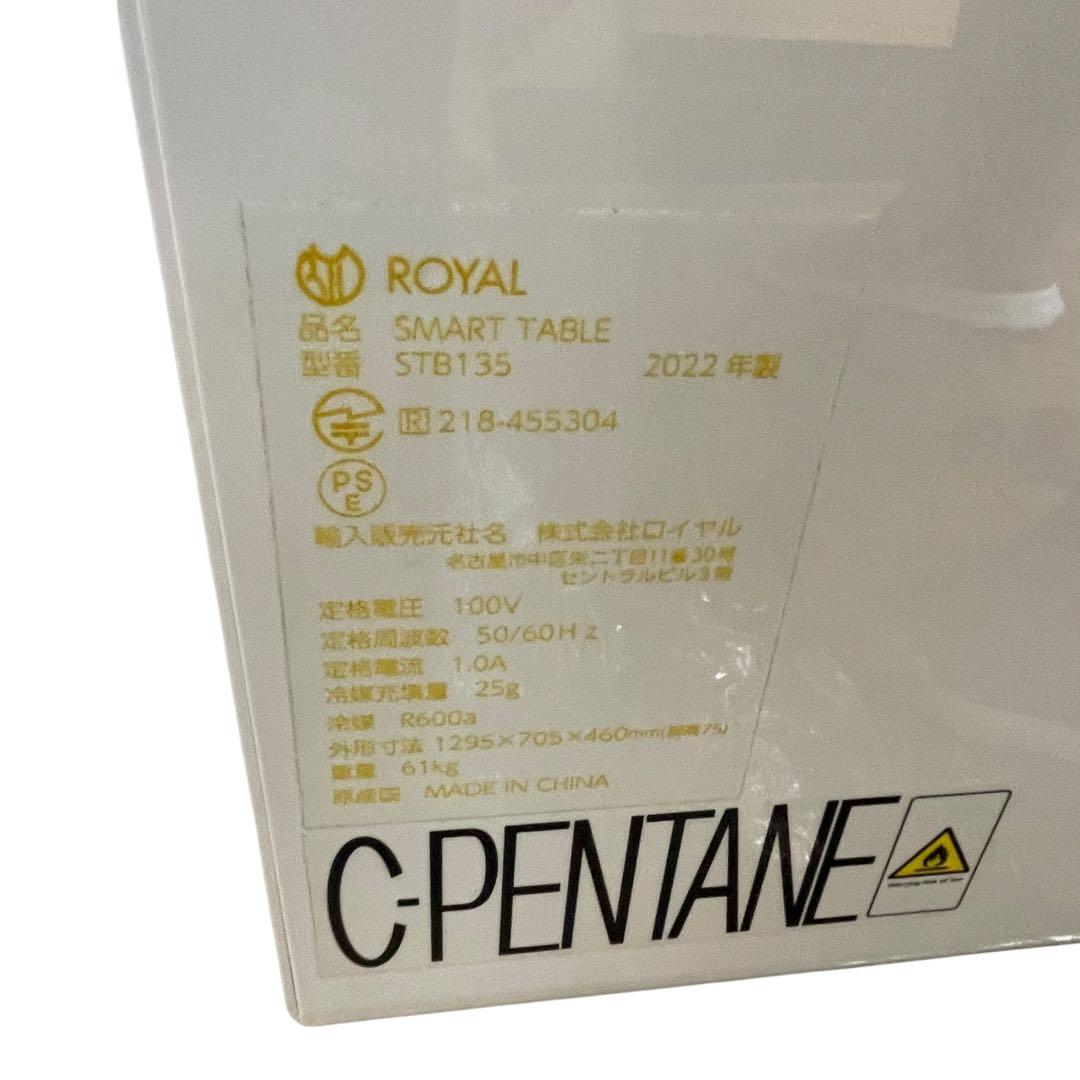 ROYAL
品名 SMART TABLE
型番 STB135 2022年製
R 218-455304
PSE
輸入販売元社名 株式会社ロイヤル
名古屋市中区栄二丁目11番30号
セントラルビル3階
定格電圧 100V
定格周波数 50/60Hz
定格電流 1.0A
冷媒充填量 25g
冷媒 R600a
外形寸法 1295×705×460mm(脚高75)
重量 61kg
原産国 MADE IN CHINA
C-PENTANE